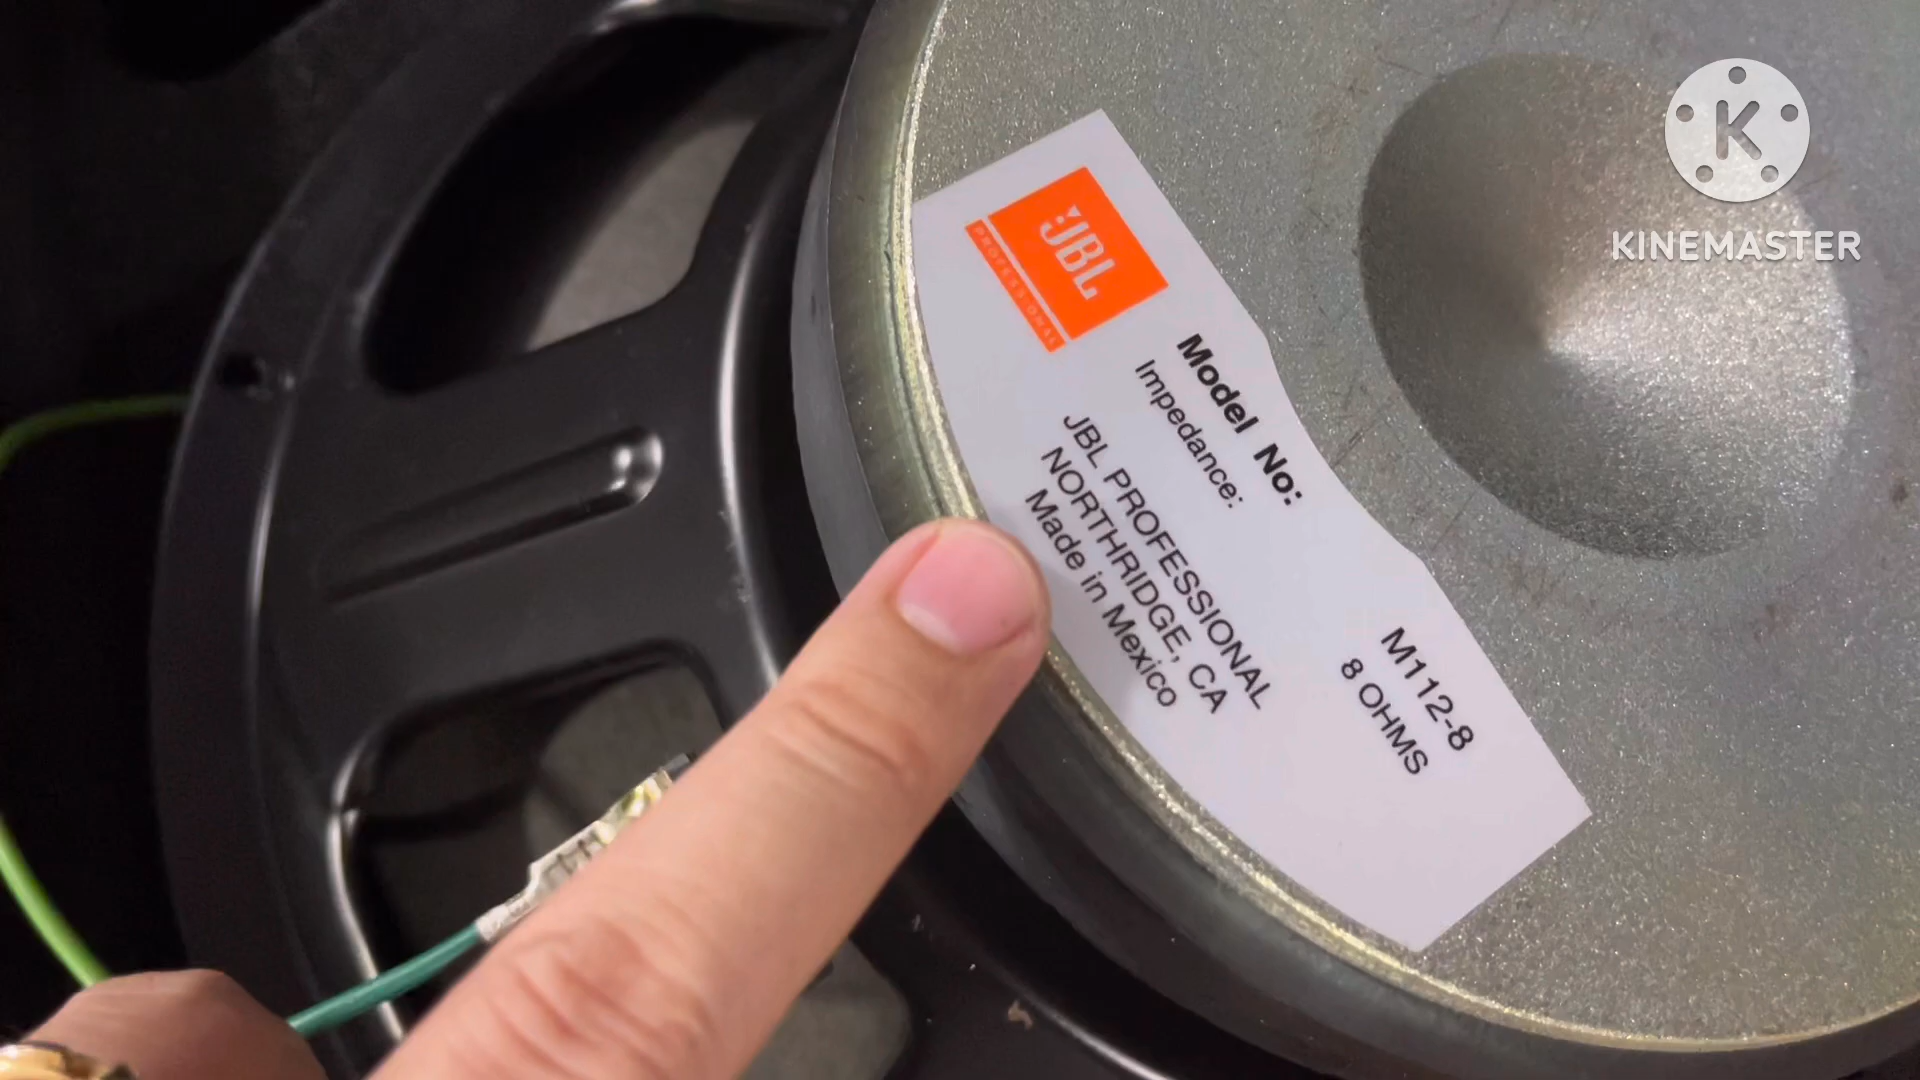 JBL
PROFESSIONAL
Model No: M112-8
Impedance: 8 OHMS
JBL PROFESSIONAL
NORTHRIDGE, CA
Made in Mexico
K
KINEMASTER